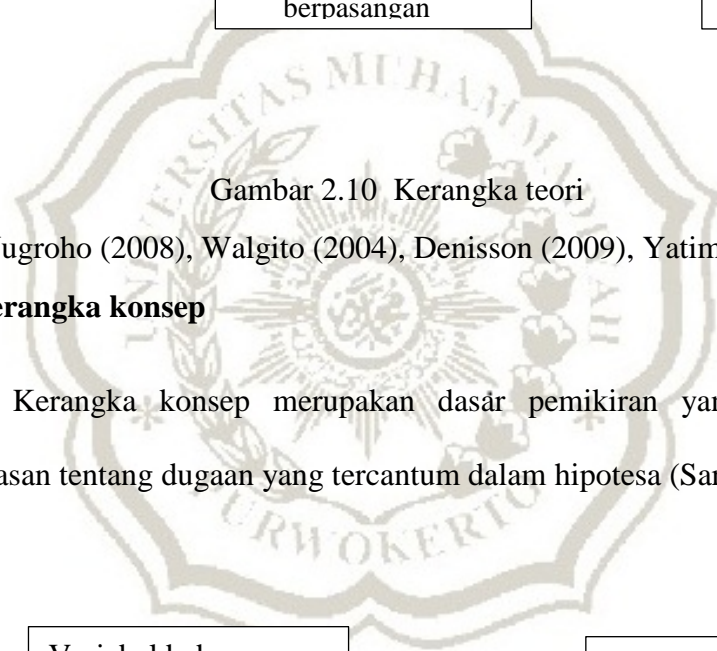 berpasangan
Gambar 2.10 Kerangka teori
ugroho (2008), Walgito (2004), Denisson (2009), Yatim
erangka konsep
Kerangka konsep merupakan dasar pemikiran yan
asan tentang dugaan yang tercantum dalam hipotesa (Sar
PURWOKERTO